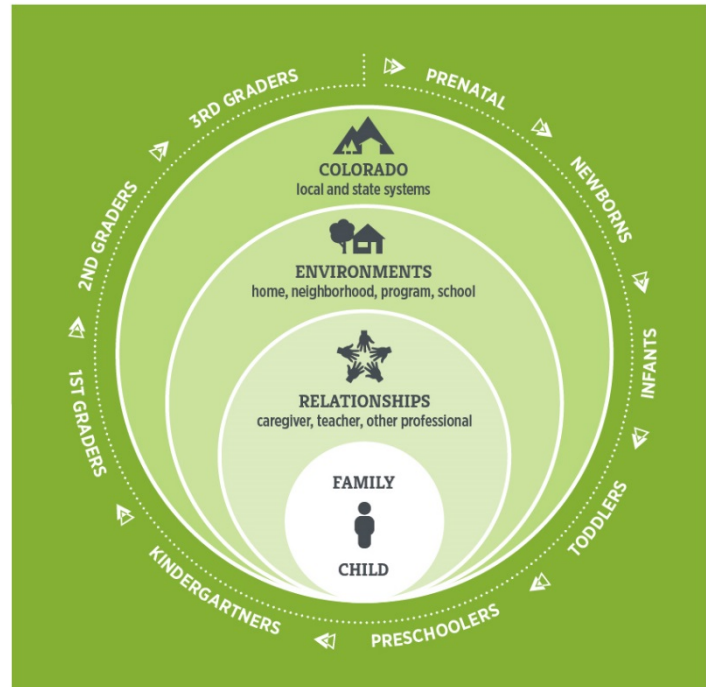 PRENATAL
NEWBORNS
INFANTS
TODDLERS
PRESCHOOLERS
KINDERGARTNERS
1ST GRADERS
2ND GRADERS
3RD GRADERS
COLORADO
local and state systems
ENVIRONMENTS
home, neighborhood, program, school
RELATIONSHIPS
caregiver, teacher, other professional
FAMILY
CHILD